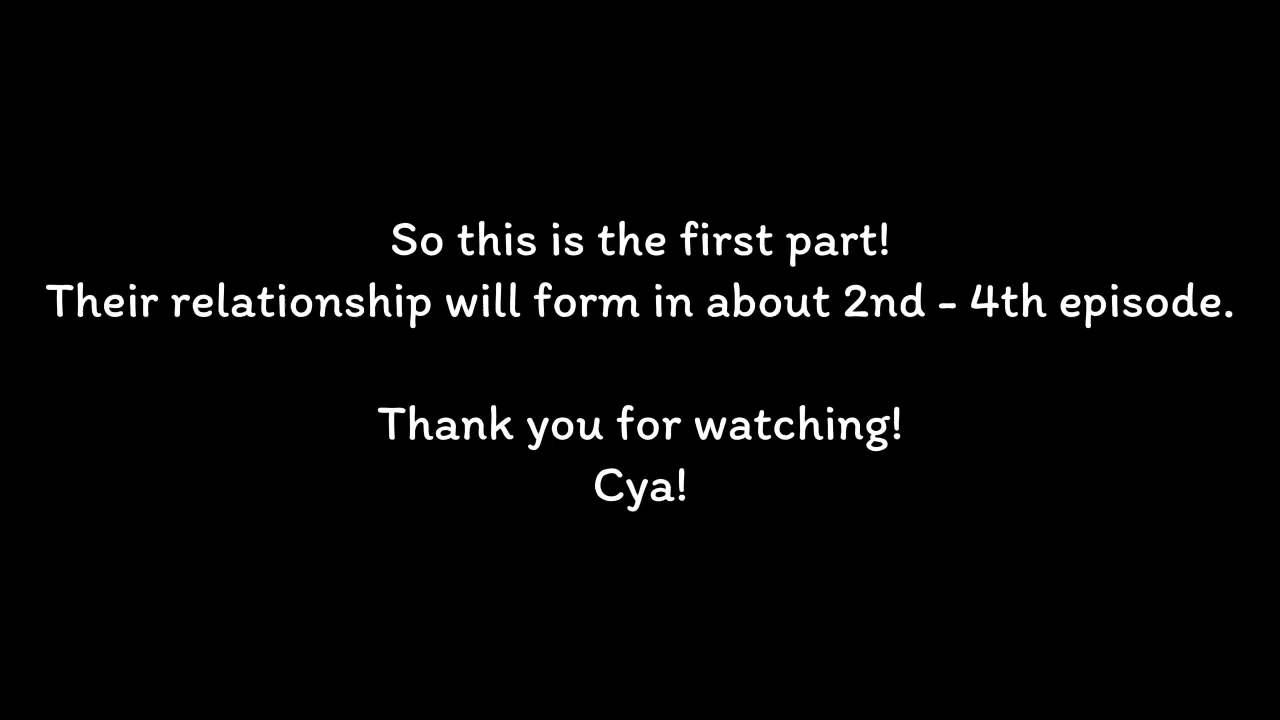 So this is the first part!
Their relationship will form in about 2nd - 4th episode.
Thank you for watching!
Cya!